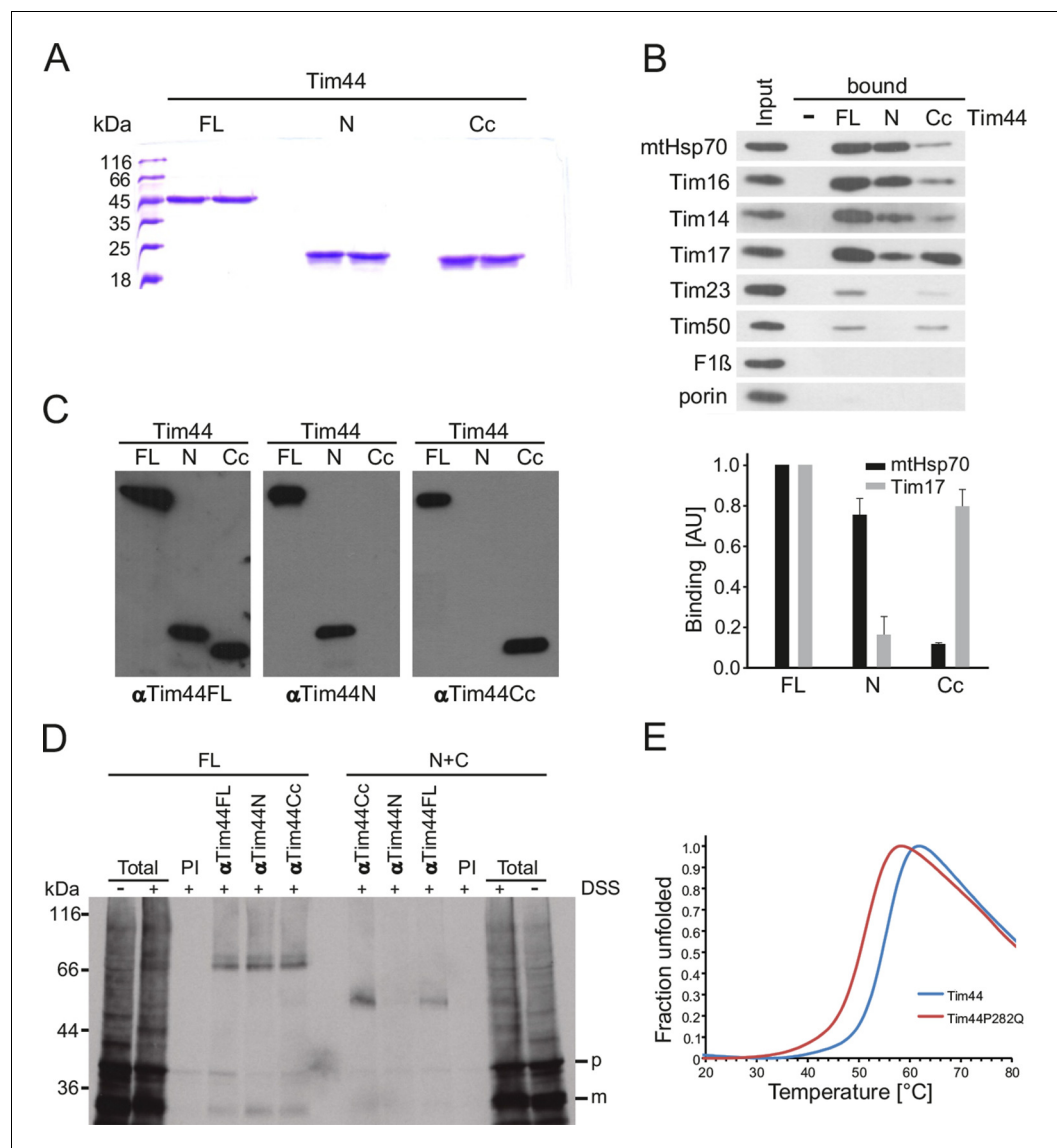 A
Tim44
kDa
FL
N
Cc
116
66
45
35
25
18
B
Input
bound
-
FL
N
Cc
Tim44
mtHsp70
Tim16
Tim14
Tim17
Tim23
Tim50
F1ß
porin
Binding [AU]
1.0
0.8
0.6
0.4
0.2
0.0
mtHsp70
Tim17
FL
N
Cc
C
Tim44
FL N Cc
αTim44FL
Tim44
FL N Cc
αTim44N
Tim44
FL N Cc
αTim44Cc
D
FL
N+C
Total
PI
αTim44FL
αTim44N
αTim44Cc
αTim44Cc
αTim44N
αTim44FL
PI
Total
kDa
- + + + + + + + + + + -
DSS
116
66
44
36
p
m
E
Fraction unfolded
1.0
0.9
0.8
0.7
0.6
0.5
0.4
0.3
0.2
0.1
0
20 30 40 50 60 70 80
Temperature [°C]
Tim44
Tim44P282Q